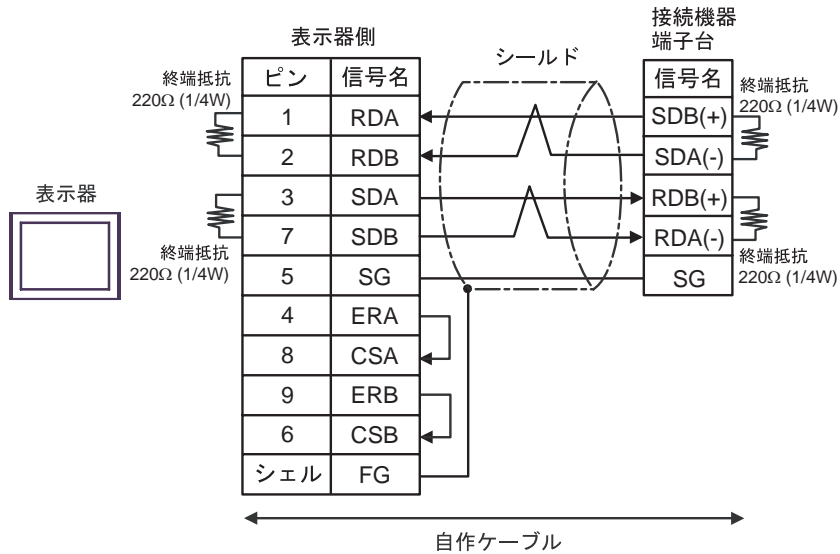 表示器側
シールド
接続機器
端子台
終端抵抗
220Ω (1/4W)
ピン 信号名
1 RDA
2 RDB
3 SDA
7 SDB
5 SG
4 ERA
8 CSA
9 ERB
6 CSB
シェル FG
表示器
終端抵抗
220Ω (1/4W)
信号名
SDB(+)
SDA(-)
RDB(+)
RDA(-)
SG
終端抵抗
220Ω (1/4W)
終端抵抗
220Ω (1/4W)
自作ケーブル